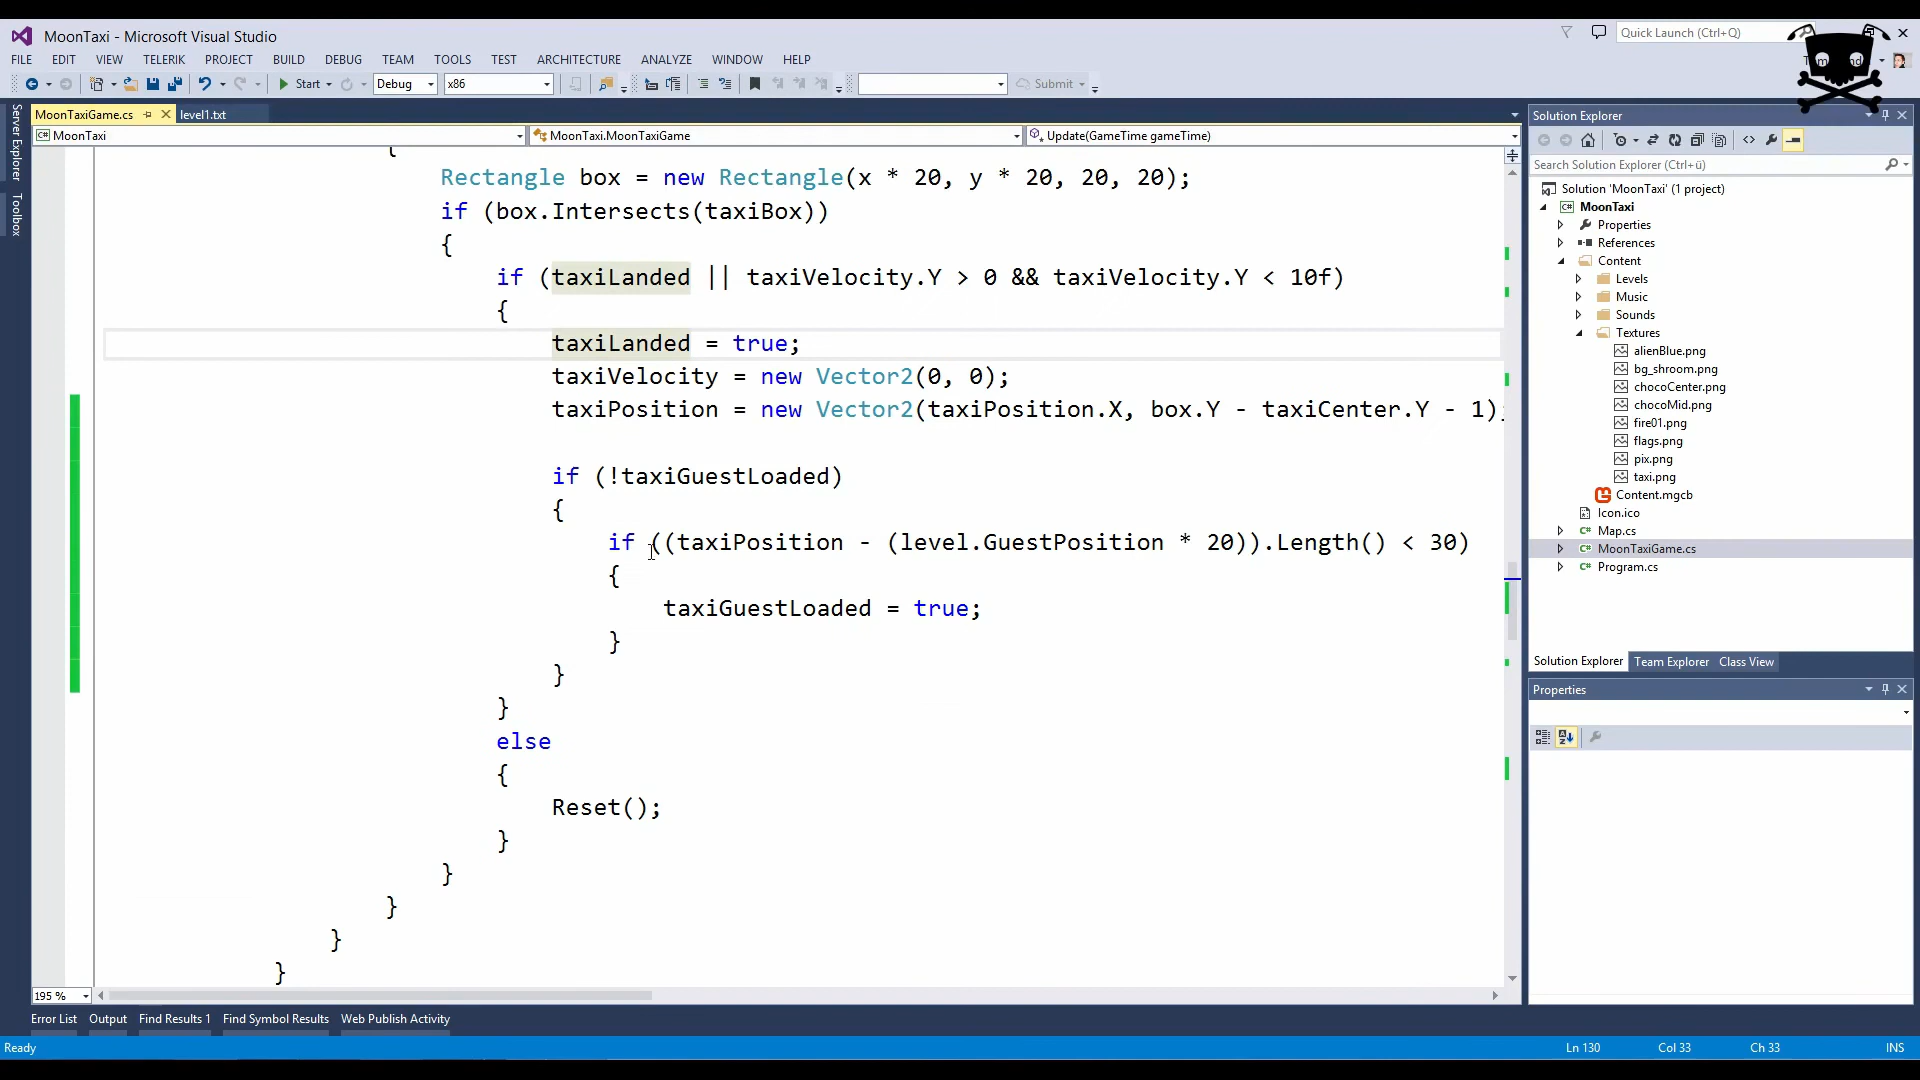 MoonTaxi - Microsoft Visual Studio
Quick Launch (Ctrl+Q)
FILE EDIT VIEW TELERIK PROJECT BUILD DEBUG TEAM TOOLS TEST ARCHITECTURE ANALYZE WINDOW HELP
Start Debug x86 Submit
Server Explorer
Toolbox
MoonTaxiGame.cs level1.txt
MoonTaxi MoonTaxi.MoonTaxiGame Update(GameTime gameTime)
{
Rectangle box = new Rectangle(x * 20, y * 20, 20, 20);
if (box.Intersects(taxiBox))
{
if (taxiLanded || taxiVelocity.Y > 0 && taxiVelocity.Y < 10f)
{
taxiLanded = true;
taxiVelocity = new Vector2(0, 0);
taxiPosition = new Vector2(taxiPosition.X, box.Y - taxiCenter.Y - 1);
if (!taxiGuestLoaded)
{
if ((taxiPosition - (level.GuestPosition * 20)).Length() < 30)
{
taxiGuestLoaded = true;
}
}
}
else
{
Reset();
}
}
}
}
}
195 %
Solution Explorer
Search Solution Explorer (Ctrl+ü)
Solution 'MoonTaxi' (1 project)
MoonTaxi
Properties
References
Content
Levels
Music
Sounds
Textures
alienBlue.png
bg_shroom.png
chocoCenter.png
chocoMid.png
fire01.png
flags.png
pix.png
taxi.png
Content.mgcb
Icon.ico
Map.cs
MoonTaxiGame.cs
Program.cs
Solution Explorer Team Explorer Class View
Properties
Error List Output Find Results 1 Find Symbol Results Web Publish Activity
Ready Ln 130 Col 33 Ch 33 INS